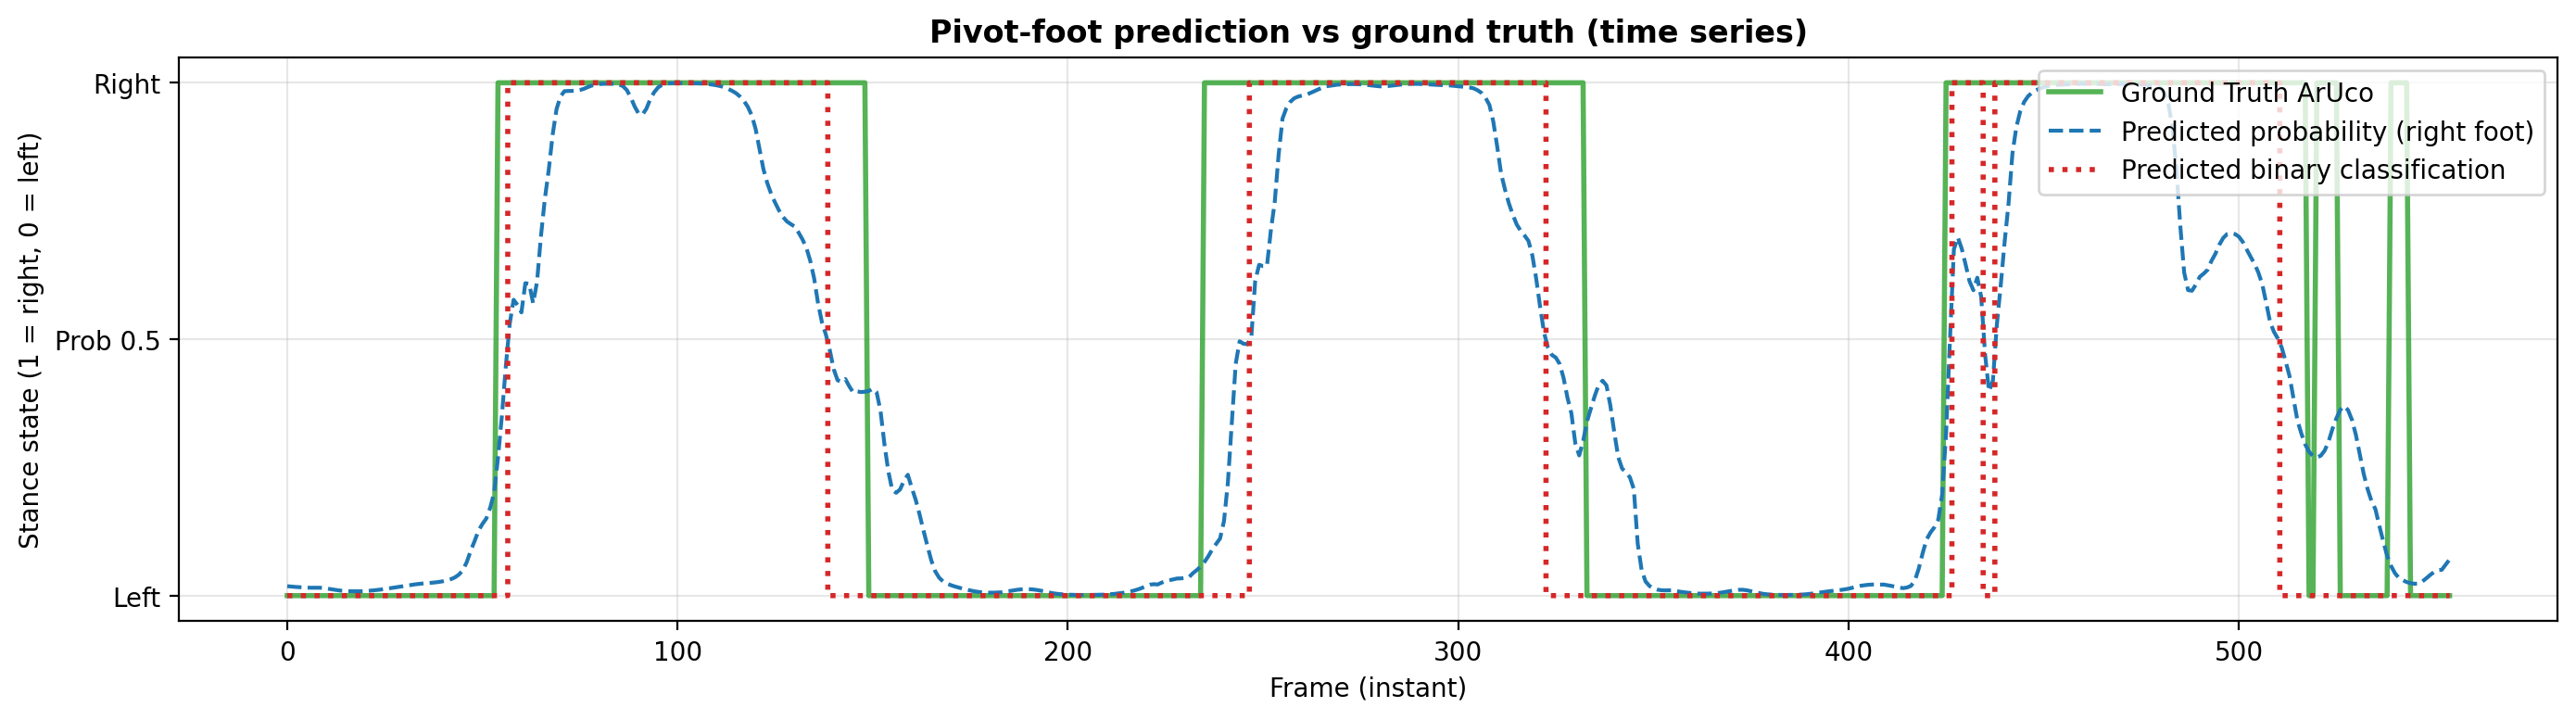 Pivot-foot prediction vs ground truth (time series)
Stance state (1 = right, 0 = left)
Right
Prob 0.5
Left
Ground Truth ArUco
Predicted probability (right foot)
Predicted binary classification
0 100 200 300 400 500
Frame (instant)